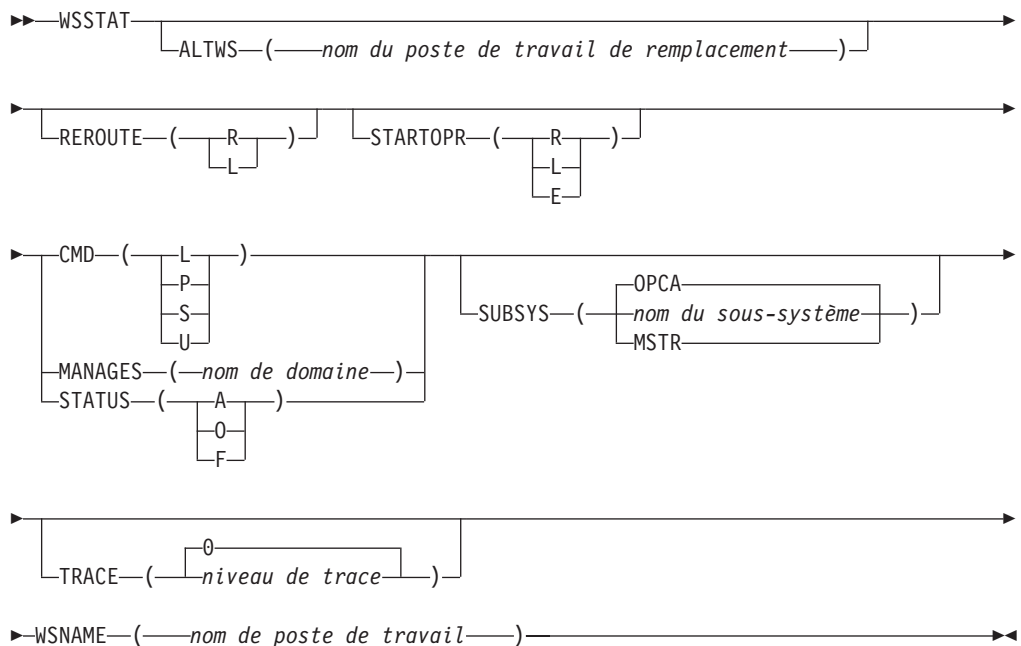 WSSTAT
ALTWS ( nom du poste de travail de remplacement )
REROUTE ( R ) STARTOPR ( R )
L L
E
CMD ( L )
P
S
U
MANAGES ( nom de domaine )
STATUS ( A )
O
F
OPCA
SUBSYS ( nom du sous-système )
MSTR
0
TRACE ( niveau de trace )
WSNAME ( nom de poste de travail )